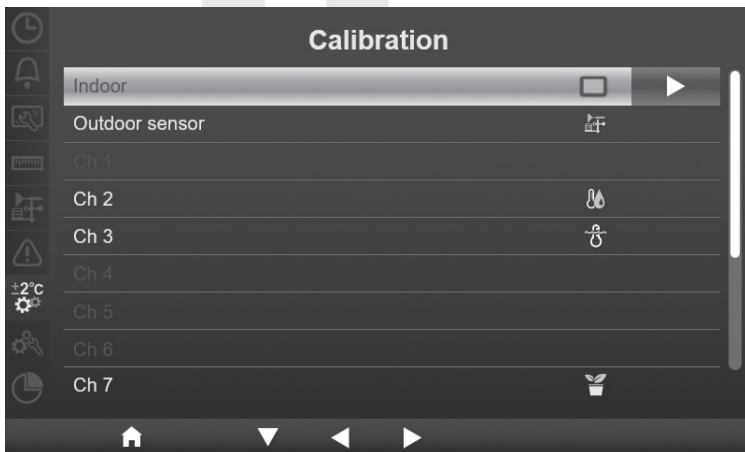 Calibration
Indoor
Outdoor sensor
Ch 1
Ch 2
Ch 3
Ch 4
±2°C
Ch 5
Ch 6
Ch 7